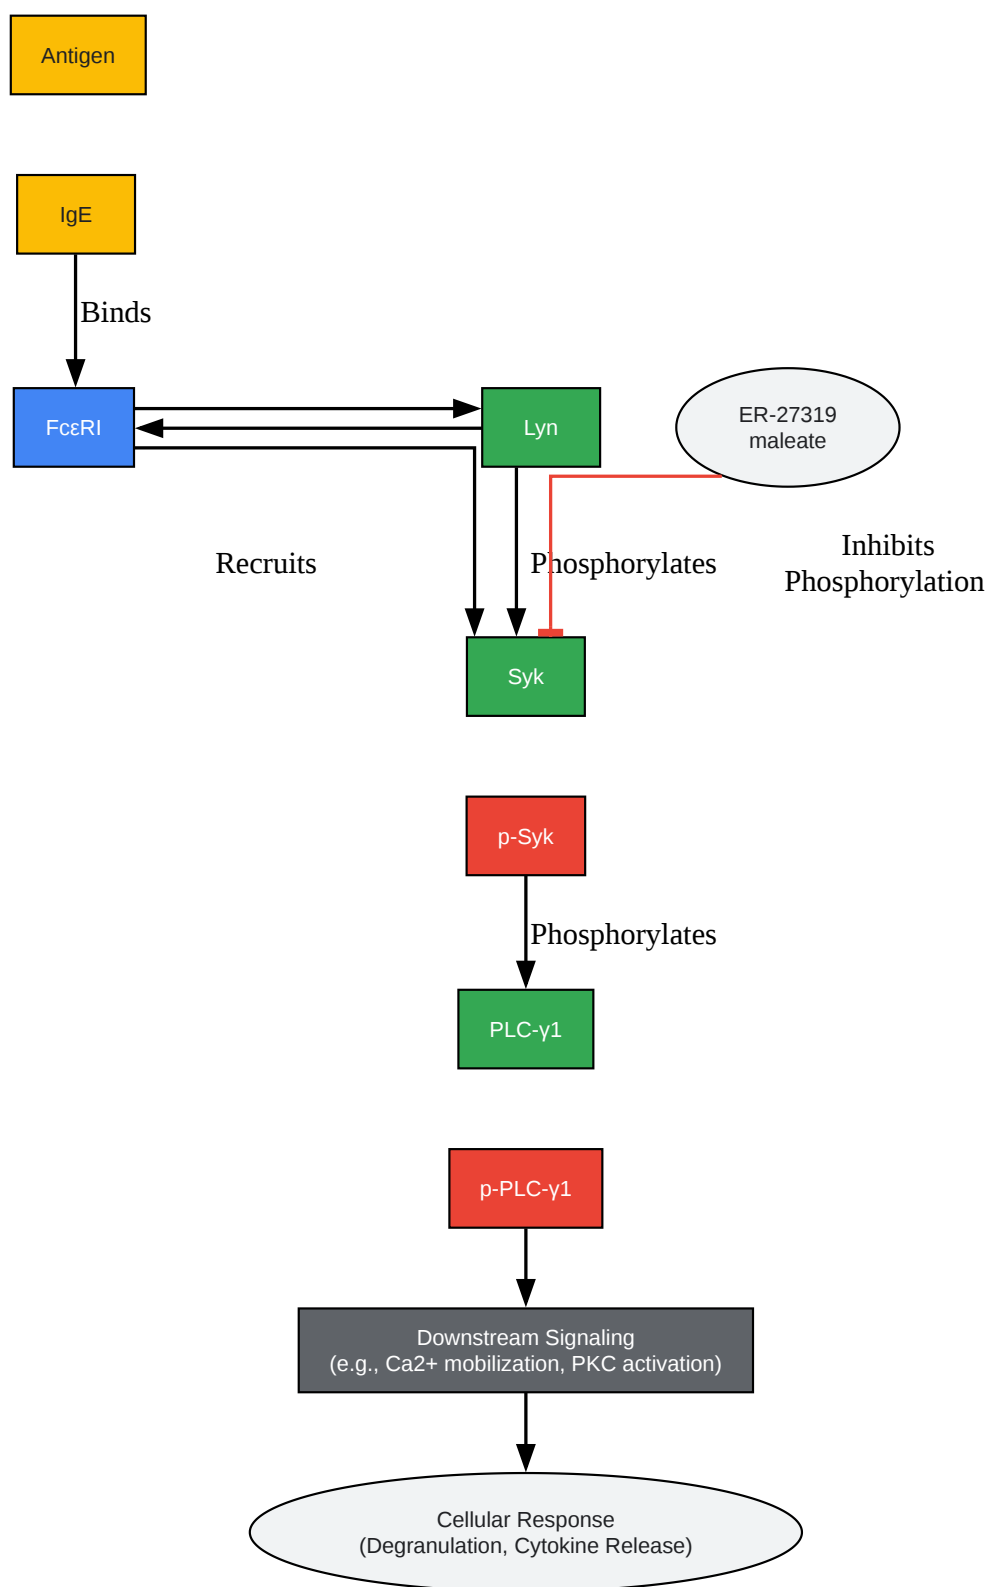 Antigen
IgE
Binds
FcεRI
Lyn
ER-27319
maleate
Recruits
Phosphorylates
Inhibits
Phosphorylation
Syk
p-Syk
Phosphorylates
PLC-γ1
p-PLC-γ1
Downstream Signaling
(e.g., Ca2+ mobilization, PKC activation)
Cellular Response
(Degranulation, Cytokine Release)